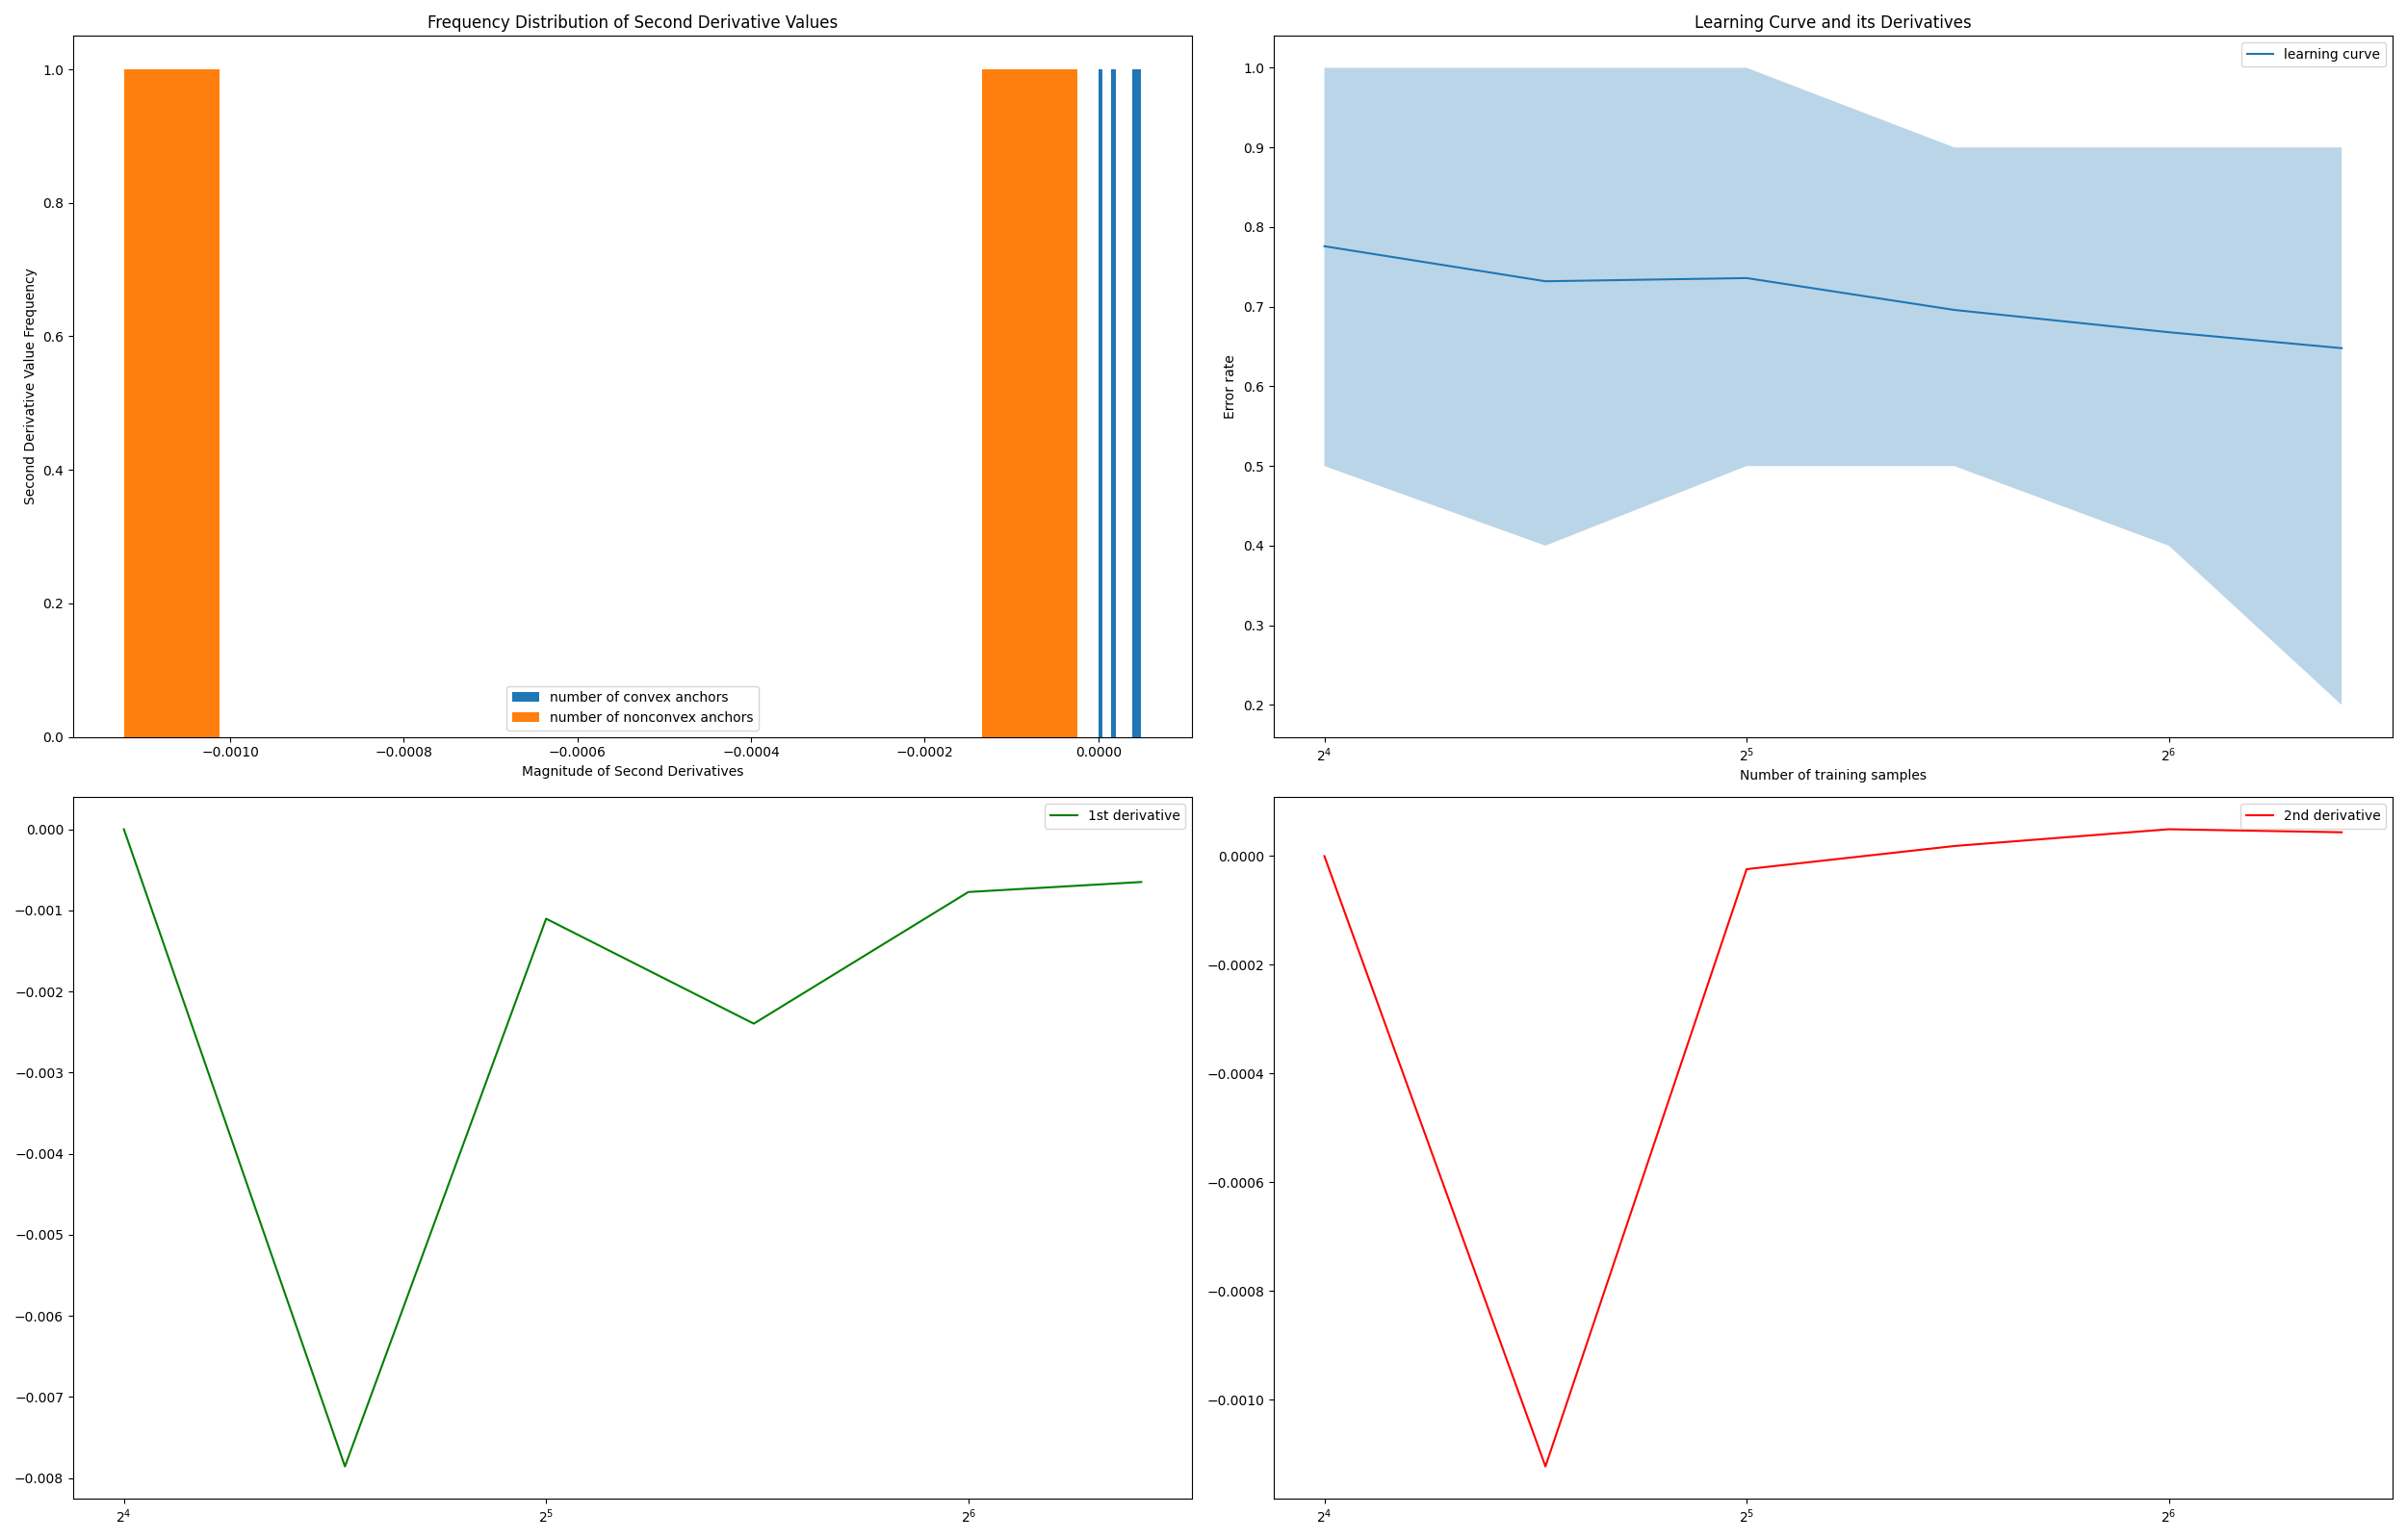 Frequency Distribution of Second Derivative Values
1.0
0.8
0.6
0.4
0.2
0.0
Second Derivative Value Frequency
number of convex anchors
number of nonconvex anchors
−0.0010 −0.0008 −0.0006 −0.0004 −0.0002 0.0000
Magnitude of Second Derivatives
Learning Curve and its Derivatives
learning curve
1.0
0.9
0.8
0.7
0.6
0.5
0.4
0.3
0.2
Error rate
2⁴ 2⁵ 2⁶
Number of training samples
1st derivative
0.000
−0.001
−0.002
−0.003
−0.004
−0.005
−0.006
−0.007
−0.008
2⁴ 2⁵ 2⁶
2nd derivative
0.0000
−0.0002
−0.0004
−0.0006
−0.0008
−0.0010
2⁴ 2⁵ 2⁶